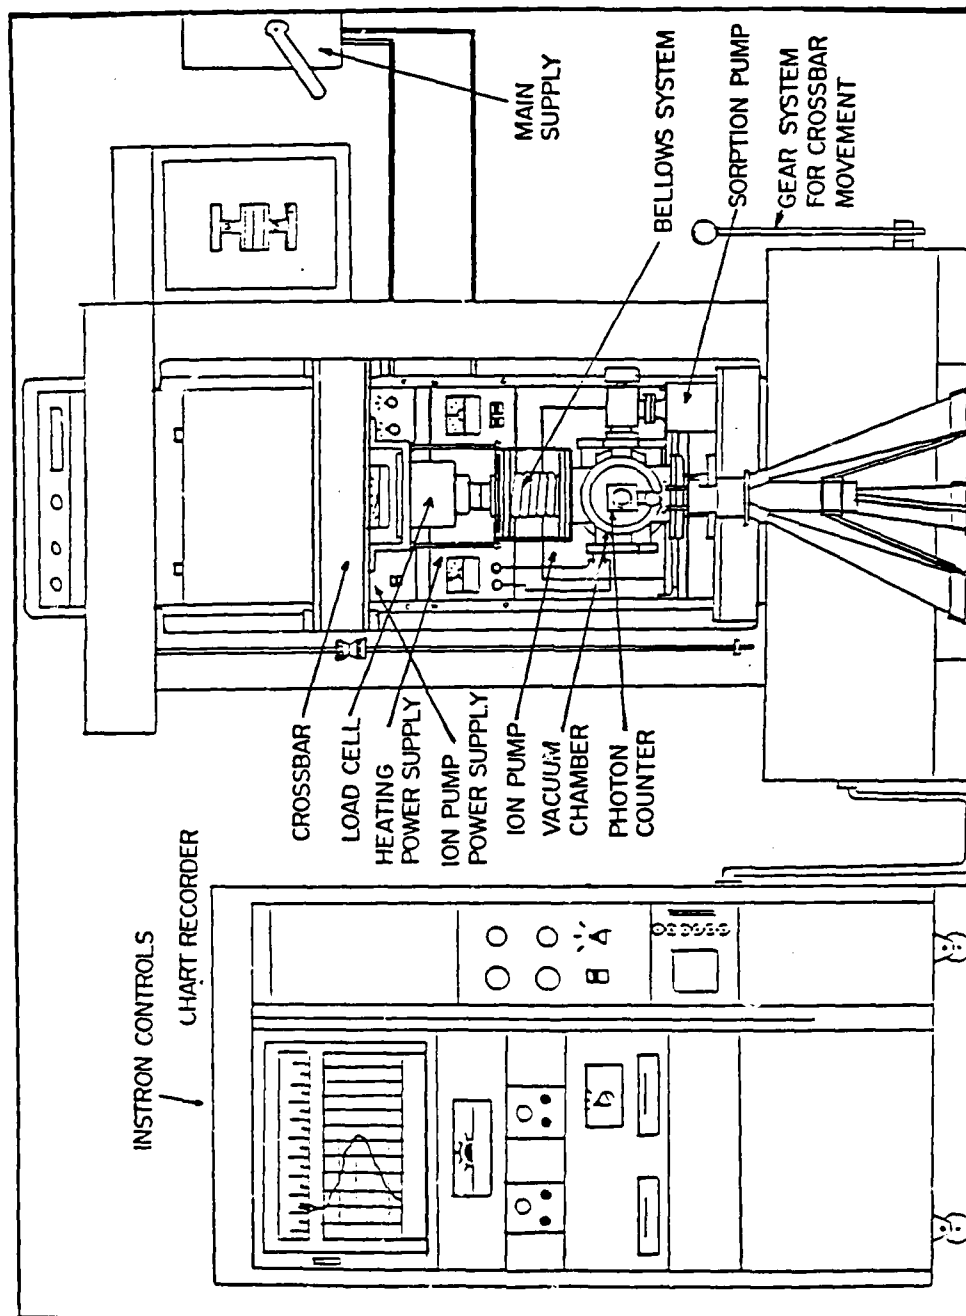 INSTRON CONTROLS
CHART RECORDER
CROSSBAR
LOAD CELL
HEATING
POWER SUPPLY
ION PUMP
POWER SUPPLY
ION PUMP
VACUUM
CHAMBER
PHOTON
COUNTER
MAIN
SUPPLY
BELLOWS SYSTEM
SORPTION PUMP
GEAR SYSTEM
FOR CROSSBAR
MOVEMENT